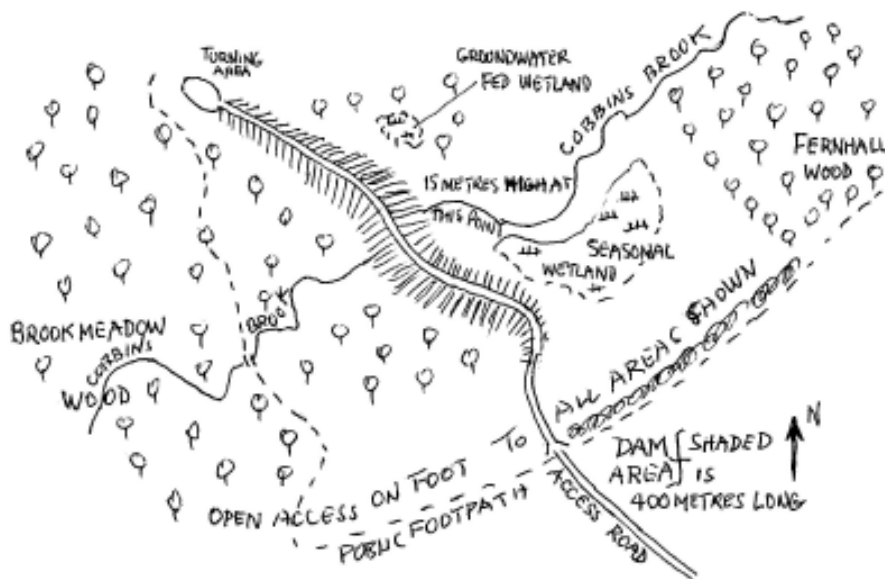 TURNING
AREA
GROUNDWATER
FED WETLAND
COBBINS BROOK
FERNHALL
WOOD
15 METRES HIGH AT
THIS POINT
SEASONAL
WETLAND
BROOK MEADOW
WOOD
COBBINS
BROOK
OPEN ACCESS ON FOOT TO ALL AREAS SHOWN
PUBLIC FOOTPATH
ACCESS ROAD
DAM
AREA
SHADED
IS
400 METRES LONG
N